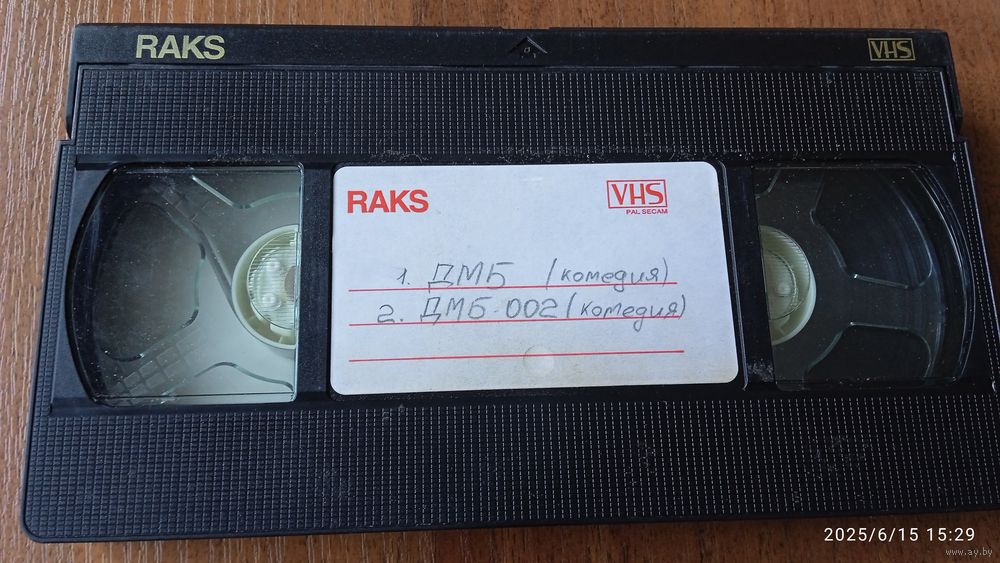 RAKS
VHS
RAKS
VHS
PAL SECAM
1. ДМБ (комедия)
2. ДМБ-002 (комедия)
2025/6/15 15:29
www.ay.by